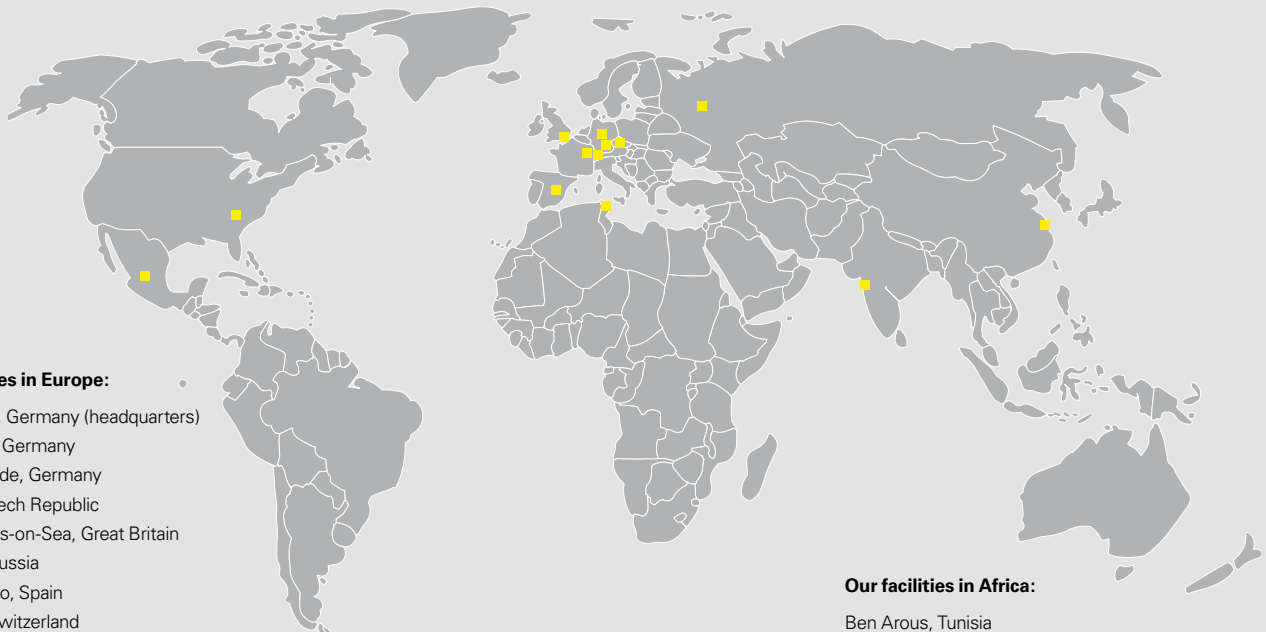 es in Europe:
, Germany (headquarters)
, Germany
de, Germany
ech Republic
s-on-Sea, Great Britain
ussia
o, Spain
witzerland
Our facilities in Africa:
Ben Arous, Tunisia